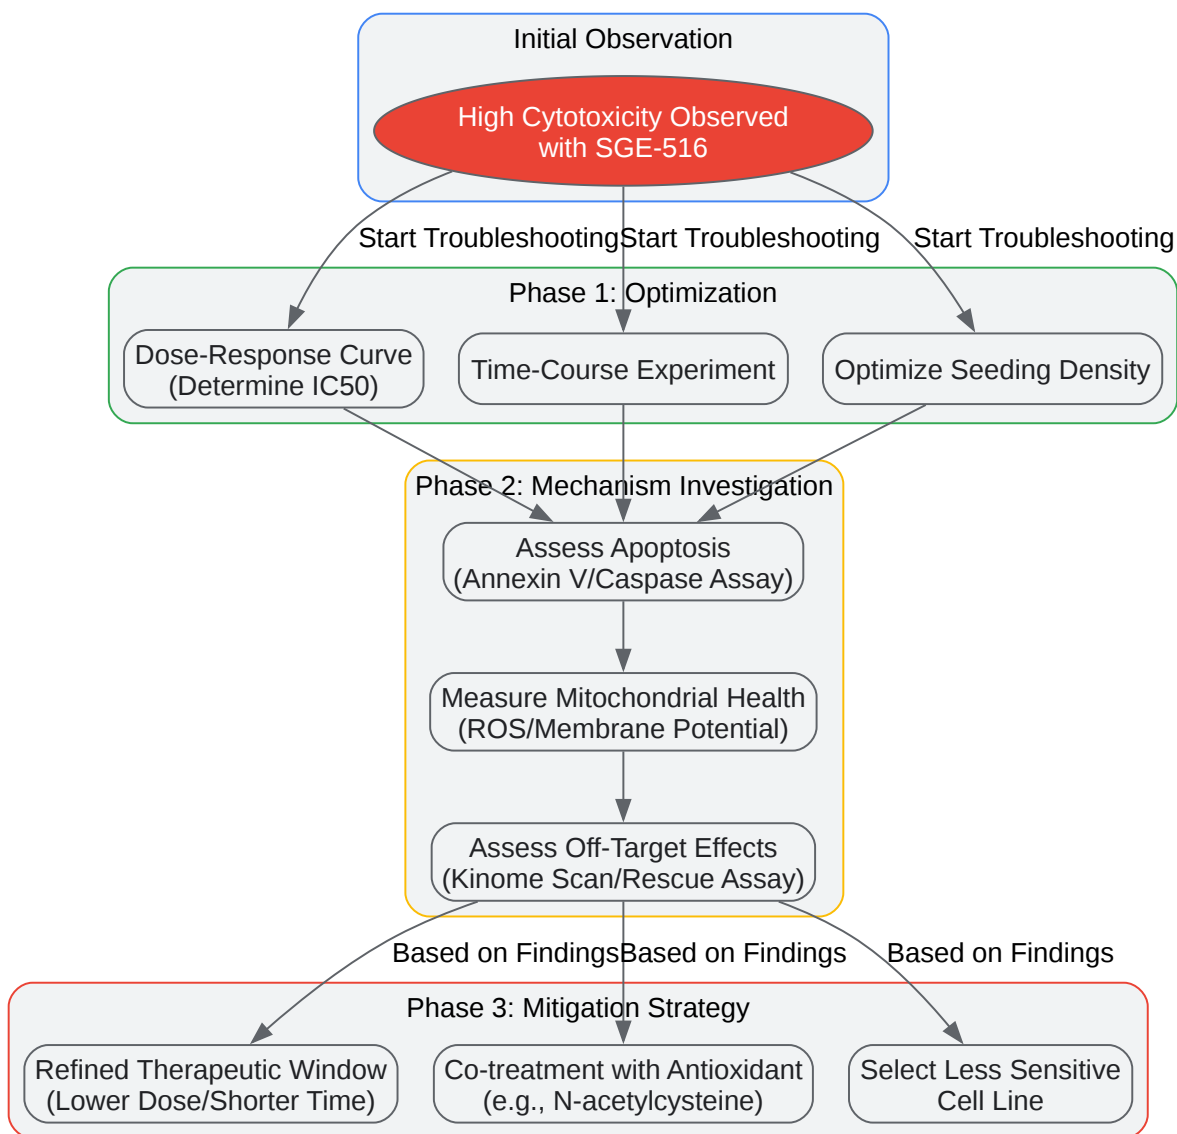 Initial Observation
High Cytotoxicity Observed
with SGE-516
Start Troubleshooting
Start Troubleshooting
Start Troubleshooting
Phase 1: Optimization
Dose-Response Curve
(Determine IC50)
Time-Course Experiment
Optimize Seeding Density
Phase 2: Mechanism Investigation
Assess Apoptosis
(Annexin V/Caspase Assay)
Measure Mitochondrial Health
(ROS/Membrane Potential)
Assess Off-Target Effects
(Kinome Scan/Rescue Assay)
Based on Findings
Based on Findings
Based on Findings
Phase 3: Mitigation Strategy
Refined Therapeutic Window
(Lower Dose/Shorter Time)
Co-treatment with Antioxidant
(e.g., N-acetylcysteine)
Select Less Sensitive
Cell Line